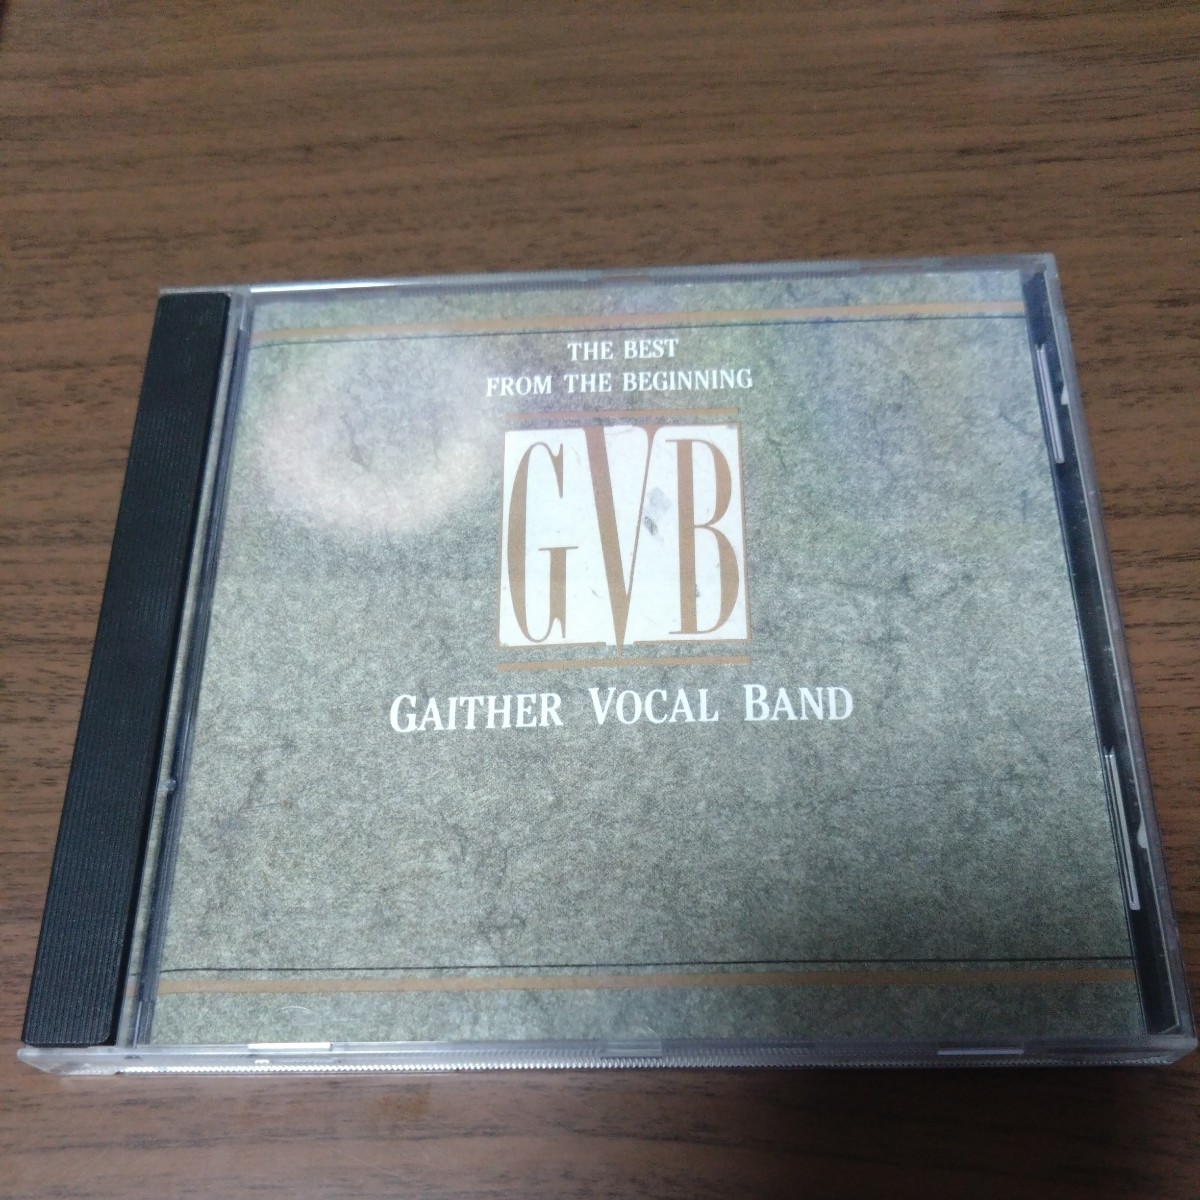 THE BEST
FROM THE BEGINNING
GVB
GAITHER VOCAL BAND